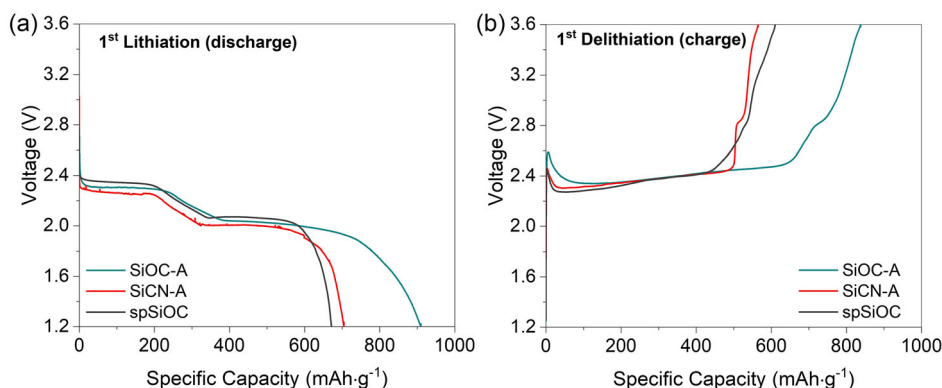 (a)
1st Lithiation (discharge)
3.6
3.2
2.8
2.4
2.0
1.6
1.2
Voltage (V)
SiOC-A
SiCN-A
spSiOC
0 200 400 600 800 1000
Specific Capacity (mAh·g⁻¹)
(b)
1st Delithiation (charge)
3.6
3.2
2.8
2.4
2.0
1.6
1.2
Voltage (V)
SiOC-A
SiCN-A
spSiOC
0 200 400 600 800 1000
Specific Capacity (mAh·g⁻¹)